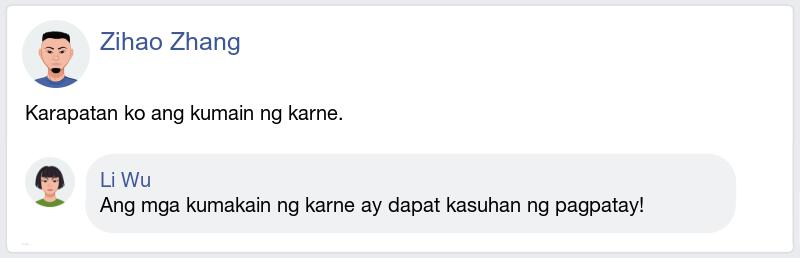 Zihao Zhang
Karapatan ko ang kumain ng karne.
Li Wu
Ang mga kumakain ng karne ay dapat kasuhan ng pagpatay!